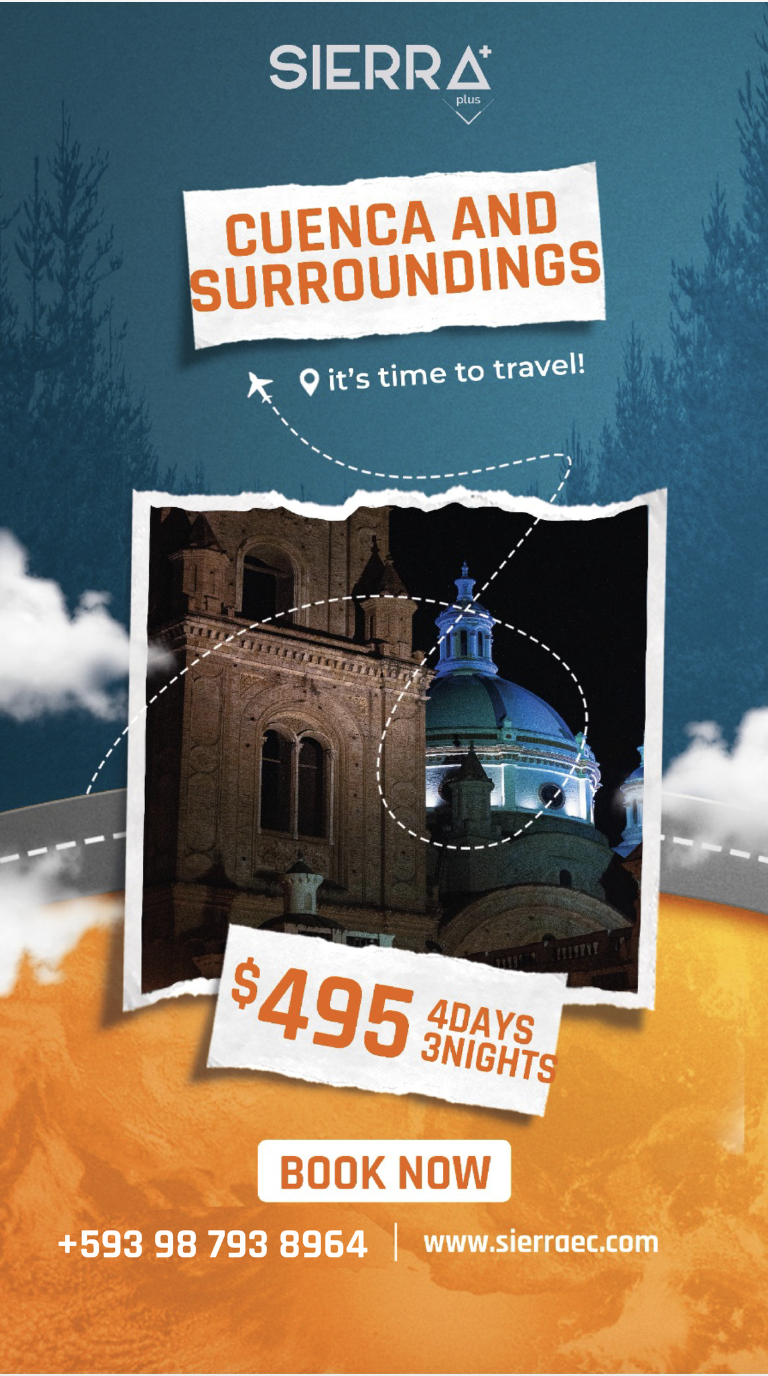 SIERRA+
plus
CUENCA AND
SURROUNDINGS
it's time to travel!
$495
4DAYS
3NIGHTS
BOOK NOW
+593 98 793 8964
www.sierraec.com